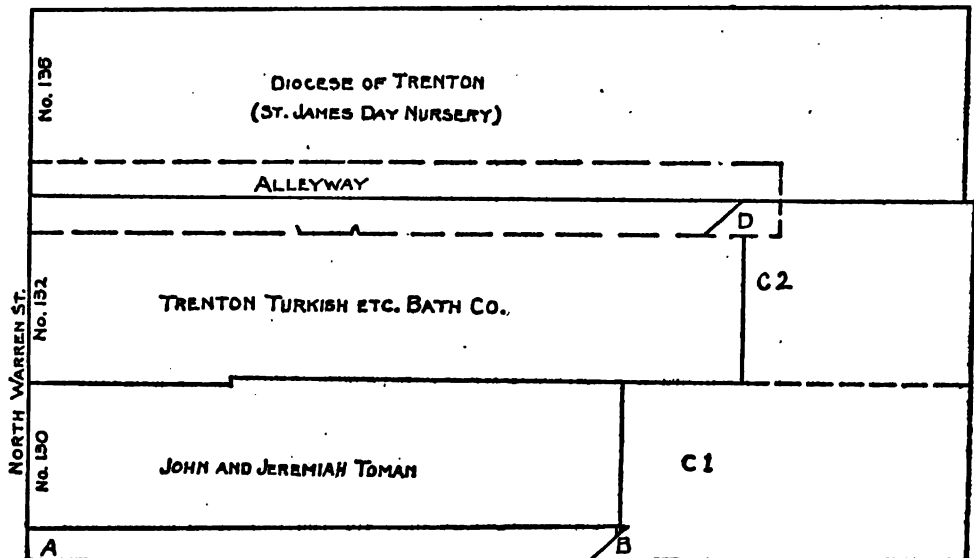 No. 138
DIOCESE OF TRENTON
(ST. JAMES DAY NURSERY)
ALLEYWAY
D
C2
NORTH WARREN ST.
No. 132
TRENTON TURKISH ETC. BATH CO.
No. 130
JOHN AND JEREMIAH TOMAN
C1
A
B